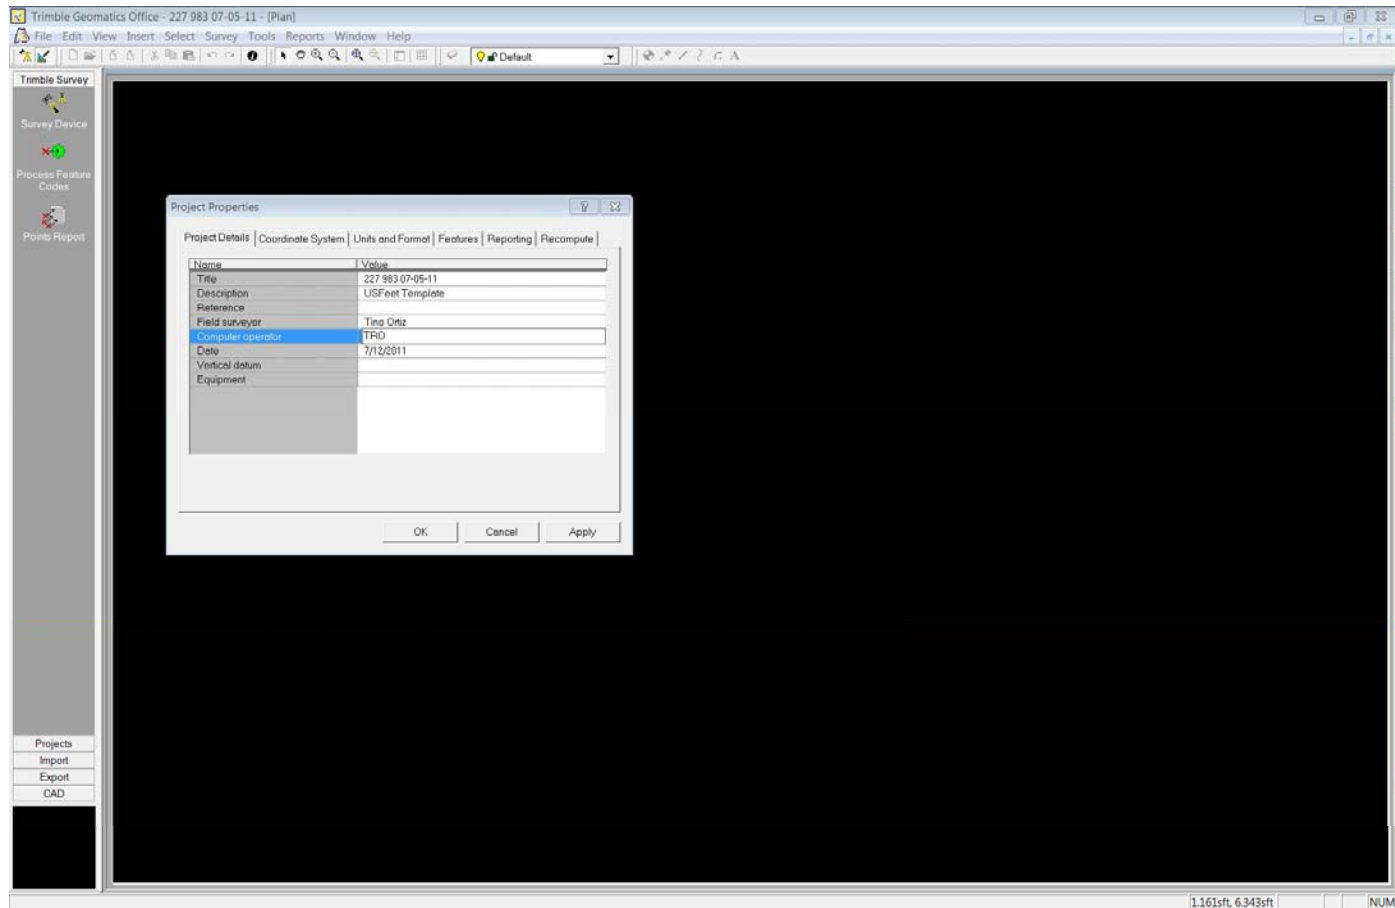 Trimble Geomatics Office - 227 983 07-05-11 - [Plan]
File Edit View Insert Select Survey Tools Reports Window Help
Default
Trimble Survey
Survey Device
Process Feature
Codes
Points Report
Project Properties
Project Details Coordinate System Units and Format Features Reporting Recompute
Name Value
Title 227 983 07-05-11
Description USFeet Template
Reference
Field surveyor Tino Ortiz
Computer operator TRO
Date 7/12/2011
Vertical datum
Equipment
OK Cancel Apply
Projects
Import
Export
CAD
1.161sft, 6.343sft NUM